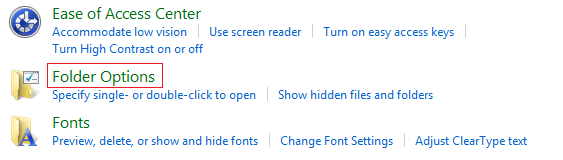 Ease of Access Center
Accommodate low vision Use screen reader Turn on easy access keys
Turn High Contrast on or off
Folder Options
Specify single- or double-click to open Show hidden files and folders
Fonts
Preview, delete, or show and hide fonts Change Font Settings Adjust ClearType text